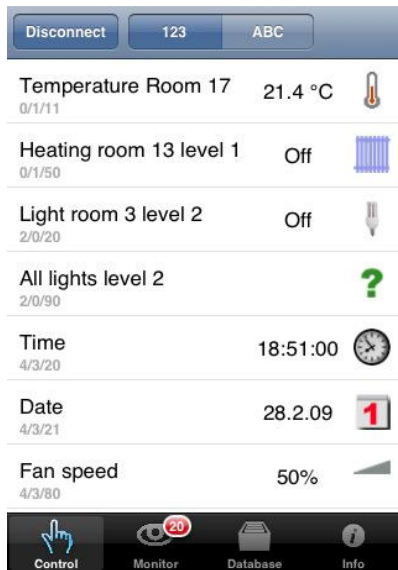 Disconnect 123 ABC
Temperature Room 17 21.4 °C
0/1/11
Heating room 13 level 1 Off
0/1/50
Light room 3 level 2 Off
2/0/20
All lights level 2 ?
2/0/90
Time 18:51:00
4/3/20
Date 28.2.09 1
4/3/21
Fan speed 50%
4/3/80
20
Control Monitor Database Info